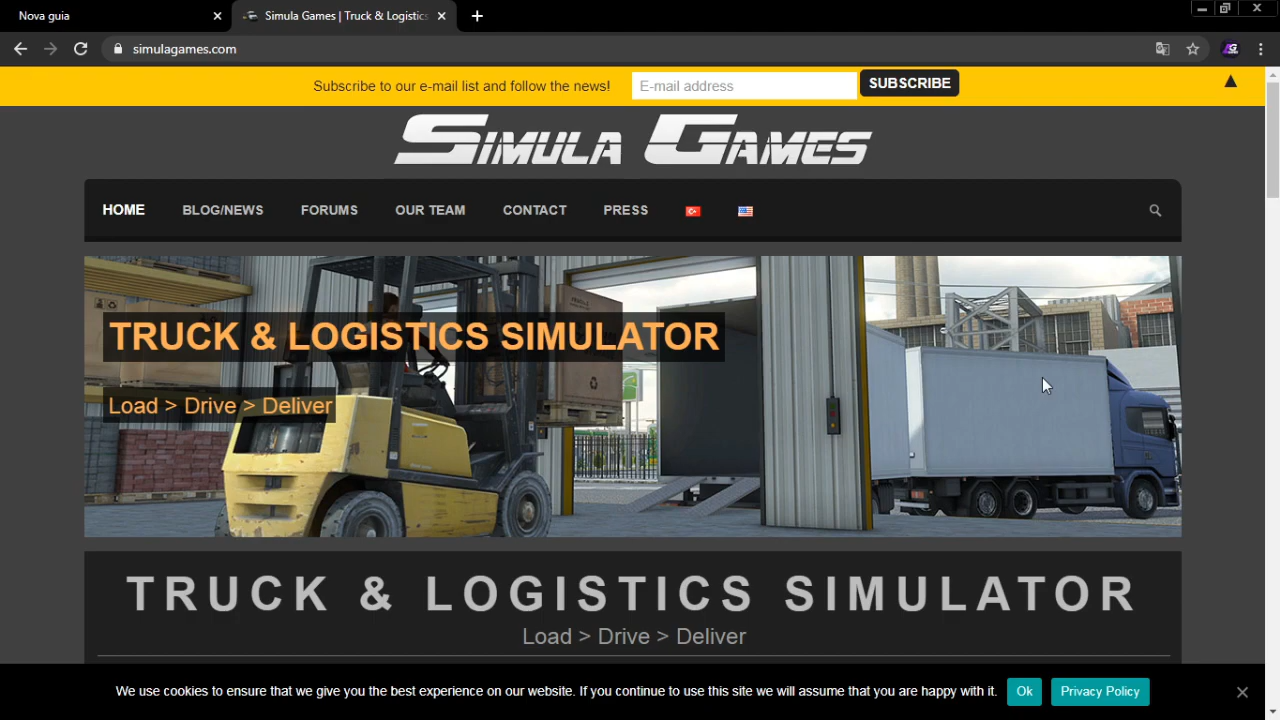 Nova guia
Simula Games | Truck & Logistics
simulagames.com
Subscribe to our e-mail list and follow the news!
E-mail address
SUBSCRIBE
SIMULA GAMES
HOME
BLOG/NEWS
FORUMS
OUR TEAM
CONTACT
PRESS
TRUCK & LOGISTICS SIMULATOR
Load > Drive > Deliver
TRUCK & LOGISTICS SIMULATOR
Load > Drive > Deliver
We use cookies to ensure that we give you the best experience on our website. If you continue to use this site we will assume that you are happy with it.
Ok
Privacy Policy